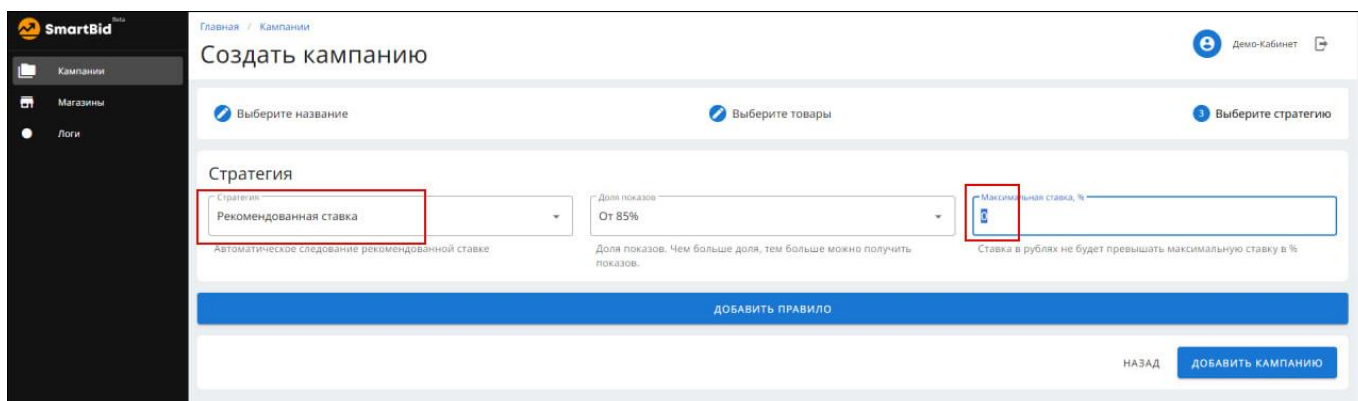 SmartBid Beta
Кампании
Магазины
Логи
Главная / Кампании
Создать кампанию
Демо-Кабинет
Выберите название
Выберите товары
3 Выберите стратегию
Стратегия
Стратегия
Рекомендованная ставка
Автоматическое следование рекомендованной ставке
Доля показов
От 85%
Доля показов. Чем больше доля, тем больше можно получить
показов.
Максимальная ставка, %
0
Ставка в рублях не будет превышать максимальную ставку в %
ДОБАВИТЬ ПРАВИЛО
НАЗАД
ДОБАВИТЬ КАМПАНИЮ